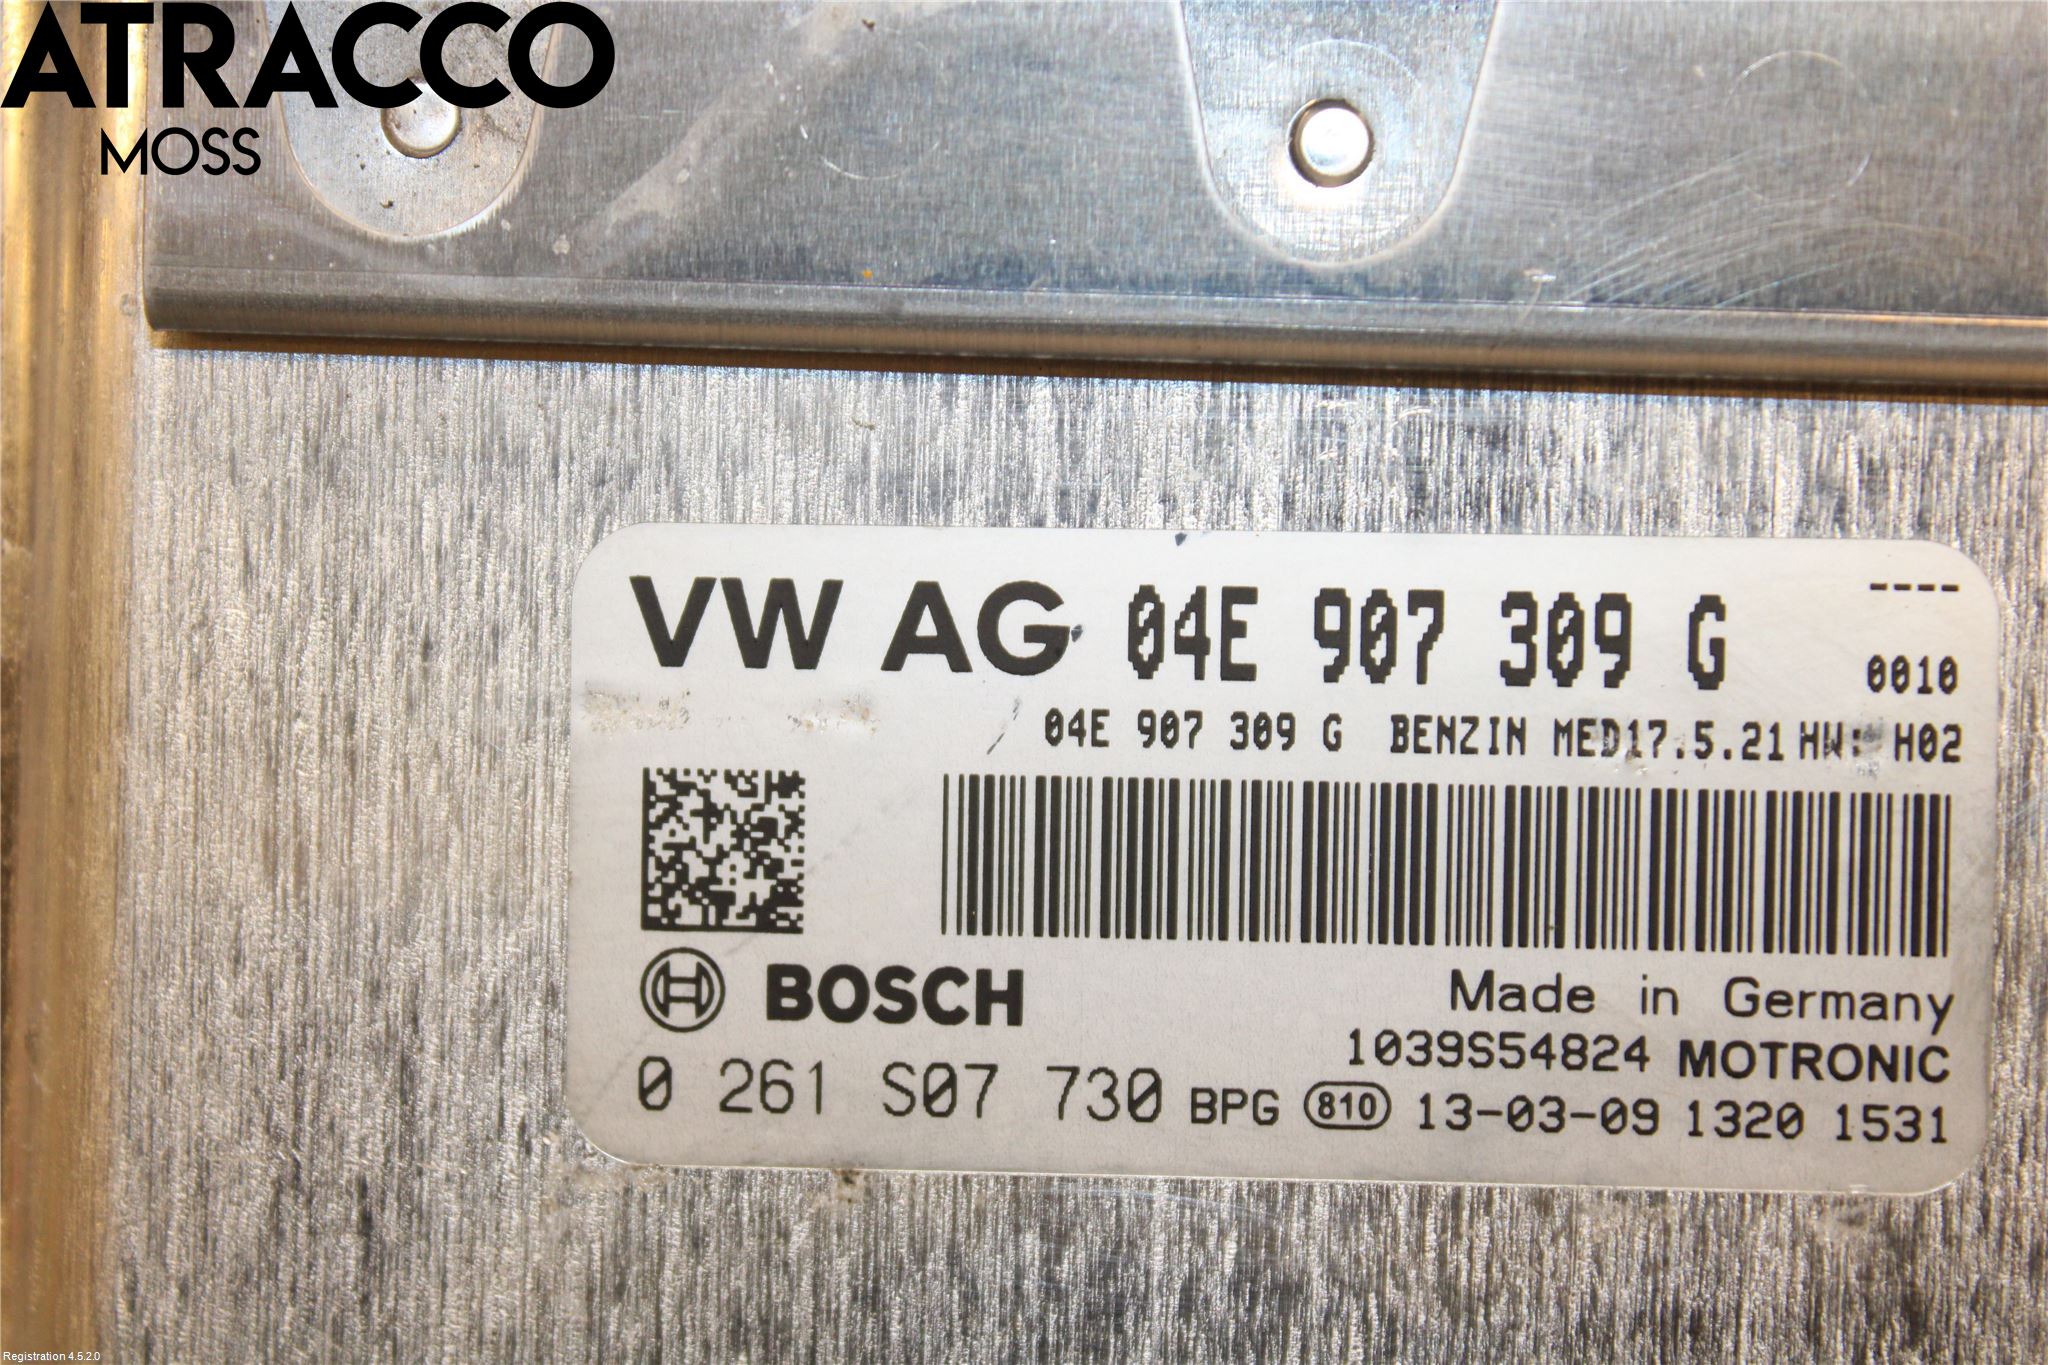 ATRACCO
MOSS
VW AG 04E 907 309 G ----
0010
04E 907 309 G BENZIN MED17.5.21 HW: H02
BOSCH
Made in Germany
1039S54824 MOTRONIC
0 261 S07 730 BPG 810 13-03-09 1320 1531
Registration 4.5.2.0